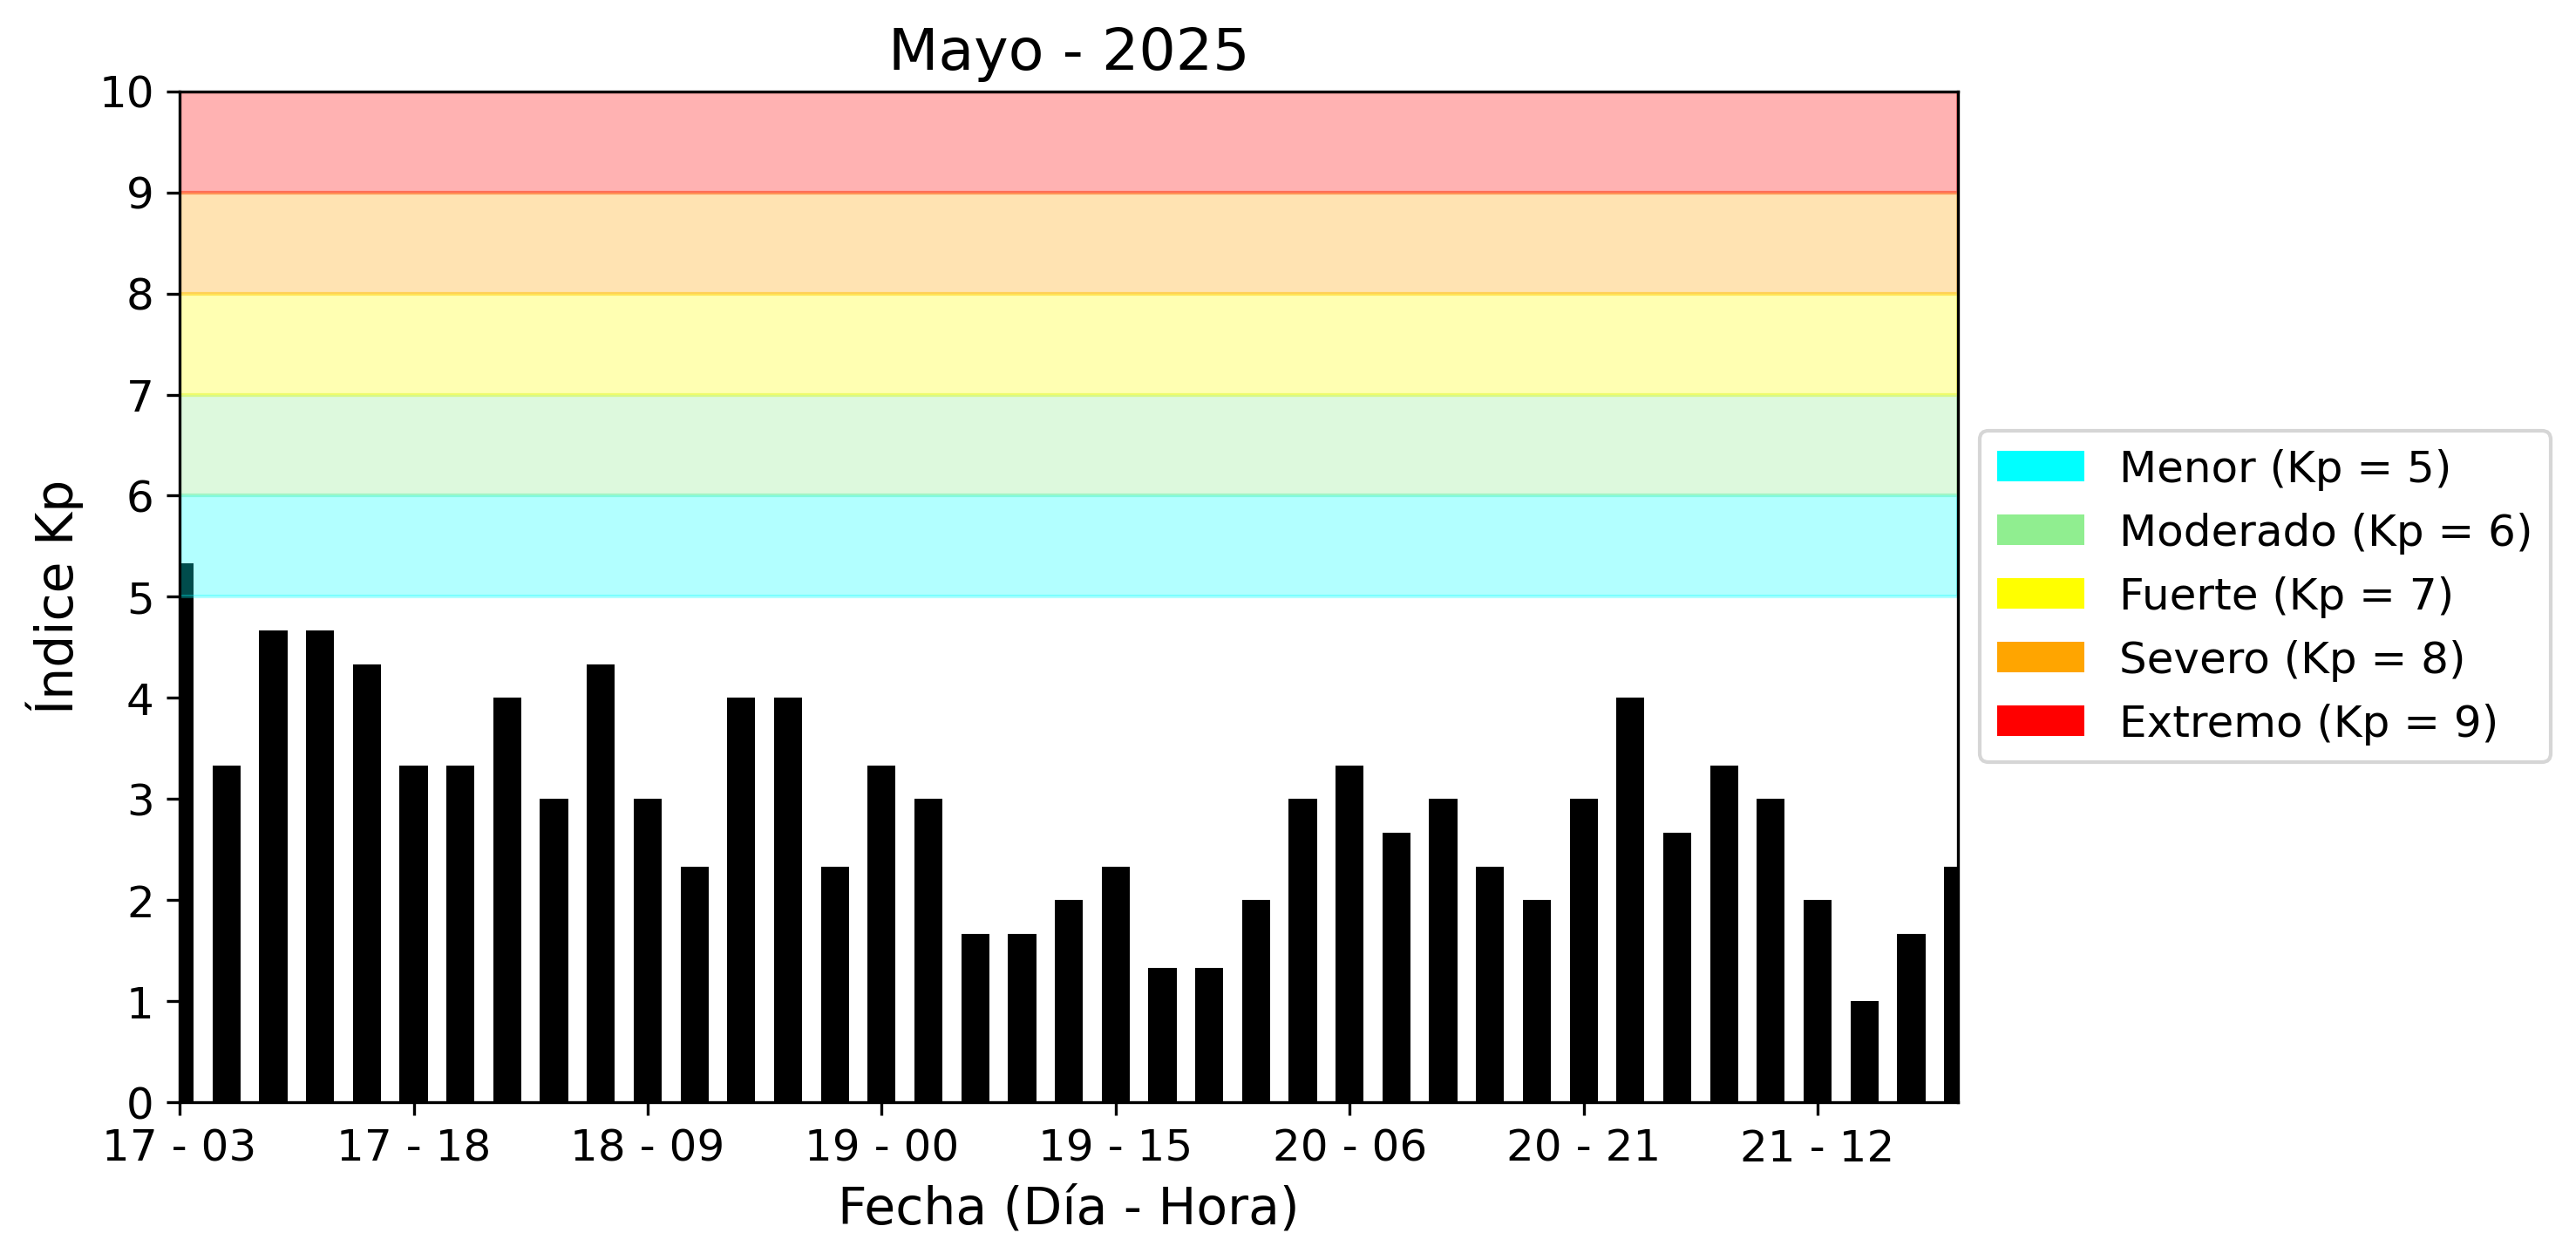 Mayo - 2025
10
9
8
7
6
5
4
3
2
1
0
Índice Kp
17 - 03
17 - 18
18 - 09
19 - 00
19 - 15
20 - 06
20 - 21
21 - 12
Fecha (Día - Hora)
Menor (Kp = 5)
Moderado (Kp = 6)
Fuerte (Kp = 7)
Severo (Kp = 8)
Extremo (Kp = 9)